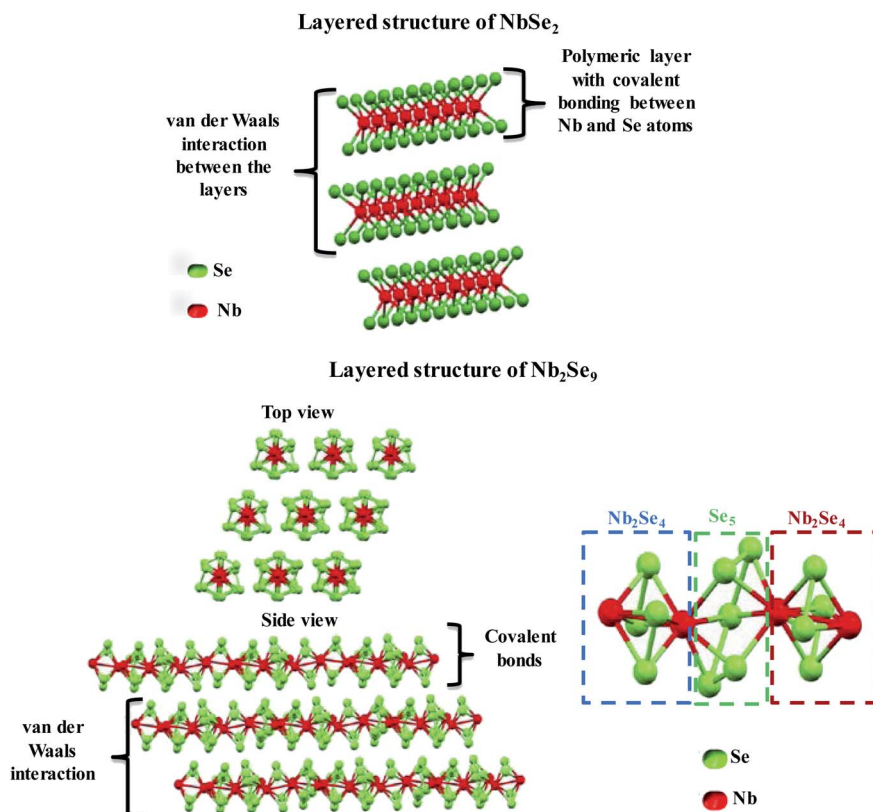 Layered structure of NbSe₂
Polymeric layer
with covalent
bonding between
Nb and Se atoms
van der Waals
interaction
between the
layers
Se
Nb
Layered structure of Nb₂Se₉
Top view
Nb₂Se₄
Se₅
Nb₂Se₄
Side view
Covalent
bonds
van der
Waals
interaction
Se
Nb